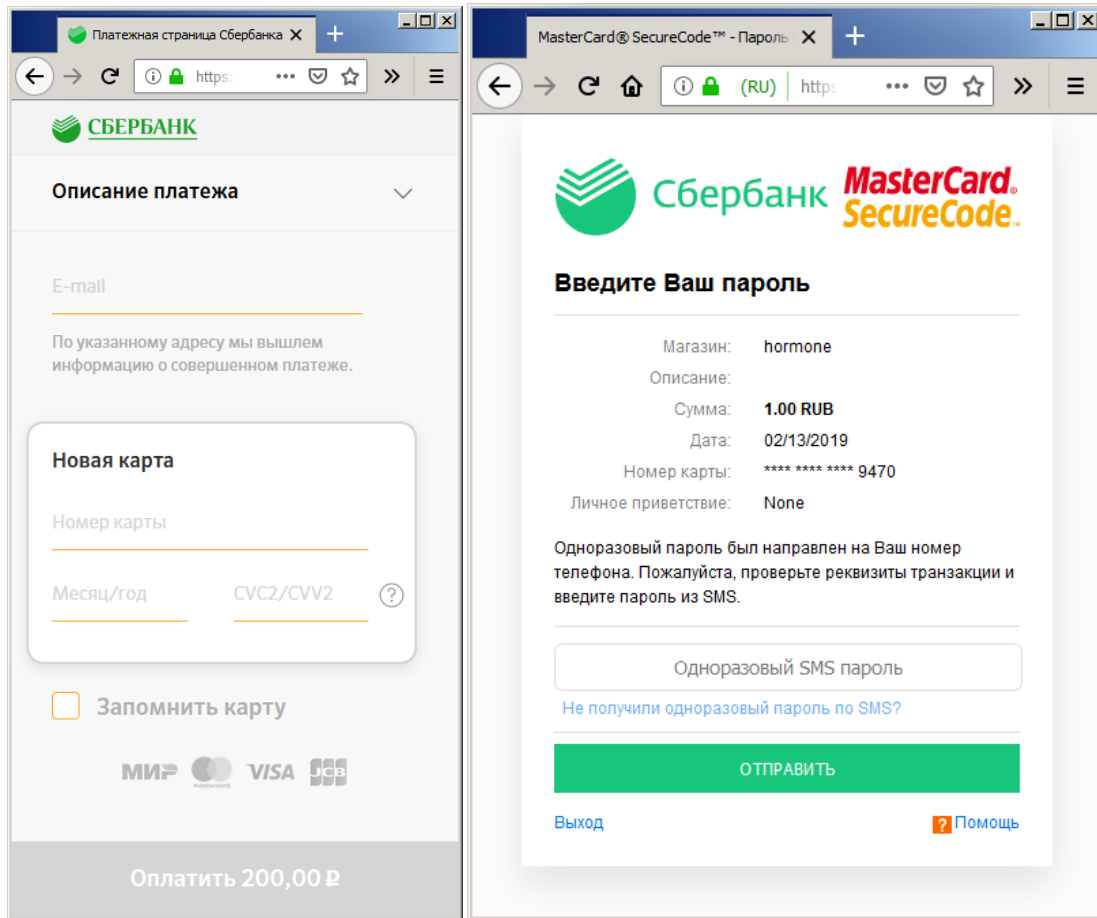 Платежная страница Сбербанка
https:
СБЕРБАНК
Описание платежа
E-mail
По указанному адресу мы вышлем
информацию о совершенном платеже.
Новая карта
Номер карты
Месяц/год CVC2/CVV2 ?
Запомнить карту
МИР mastercard VISA JCB
Оплатить 200,00 ₽
MasterCard® SecureCode™ - Пароль
(RU) https
Сбербанк MasterCard®
SecureCode™
Введите Ваш пароль
Магазин: hormone
Описание:
Сумма: 1.00 RUB
Дата: 02/13/2019
Номер карты: **** **** **** 9470
Личное приветствие: None
Одноразовый пароль был направлен на Ваш номер
телефона. Пожалуйста, проверьте реквизиты транзакции и
введите пароль из SMS.
Одноразовый SMS пароль
Не получили одноразовый пароль по SMS?
ОТПРАВИТЬ
Выход ? Помощь